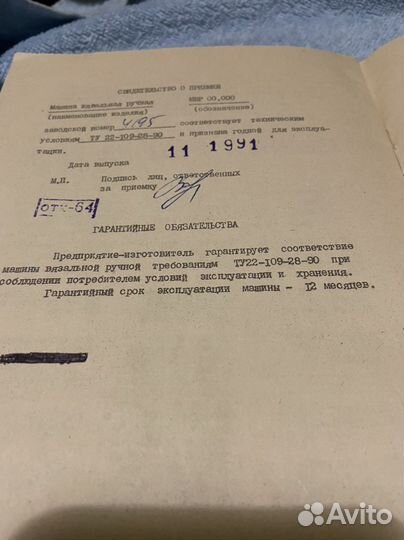 СВИДЕТЕЛЬСТВО О ПРИЕМКЕ
Машина вязальная ручная МВР 00.000
(наименование изделия) (обозначение)
заводской номер 4195 соответствует техническим
условиям ТУ 22-109-28-90 и признана годной для эксплуа-
тации.
11 1991
Дата выпуска
М.П. Подпись лиц, ответственных
за приемку
ОТК-64
ГАРАНТИЙНЫЕ ОБЯЗАТЕЛЬСТВА
Предприятие-изготовитель гарантирует соответствие
машины вязальной ручной требованиям ТУ22-109-28-90 при
соблюдении потребителем условий эксплуатации и хранения.
Гарантийный срок эксплуатации машины - 12 месяцев.
Avito